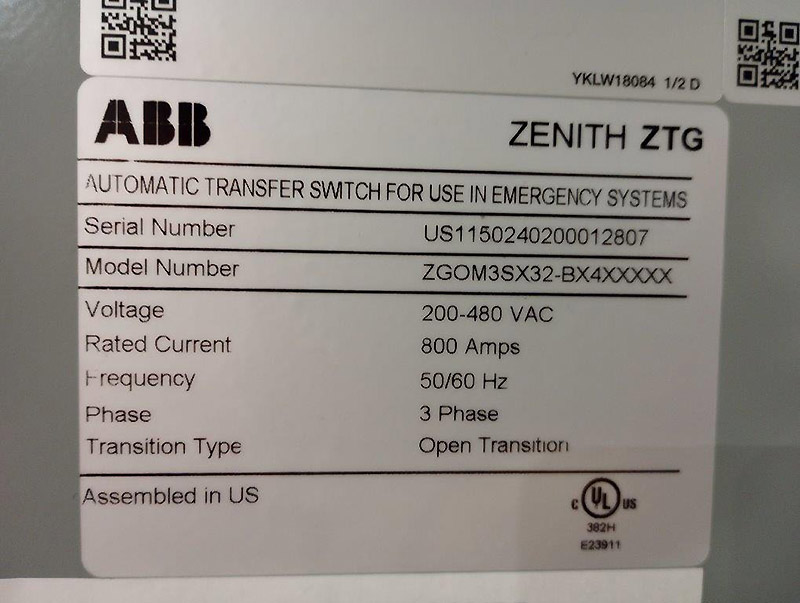 YKLW18084 1/2 D
ABB
ZENITH ZTG
AUTOMATIC TRANSFER SWITCH FOR USE IN EMERGENCY SYSTEMS
Serial Number US1150240200012807
Model Number ZGOM3SX32-BX4XXXXX
Voltage 200-480 VAC
Rated Current 800 Amps
Frequency 50/60 Hz
Phase 3 Phase
Transition Type Open Transition
Assembled in US
C UL US
382H
E23911